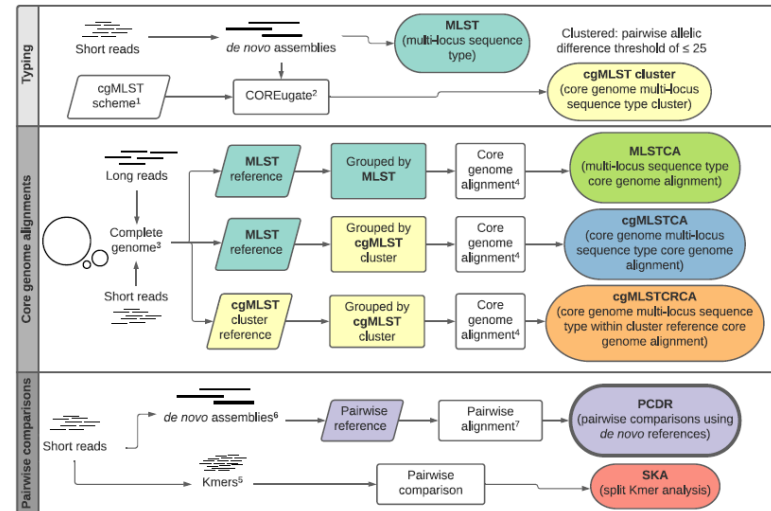 Typing
Short reads
de novo assemblies
MLST
(multi-locus sequence
type)
Clustered: pairwise allelic
difference threshold of ≤ 25
cgMLST
scheme¹
COREugate²
cgMLST cluster
(core genome multi-locus
sequence type cluster)
Core genome alignments
Long reads
Complete
genome³
Short reads
MLST
reference
Grouped by
MLST
Core
genome
alignment⁴
MLSTCA
(multi-locus sequence type
core genome alignment)
MLST
reference
Grouped by
cgMLST
cluster
Core
genome
alignment⁴
cgMLSTCA
(core genome multi-locus
sequence type core genome
alignment)
cgMLST
cluster
reference
Grouped by
cgMLST
cluster
Core
genome
alignment⁴
cgMLSTCRCA
(core genome multi-locus sequence
type within cluster reference core
genome alignment)
Pairwise comparisons
Short reads
de novo assemblies⁶
Pairwise
reference
Pairwise
alignment⁷
PCDR
(pairwise comparisons using
de novo references)
Kmers⁵
Pairwise
comparison
SKA
(split Kmer analysis)